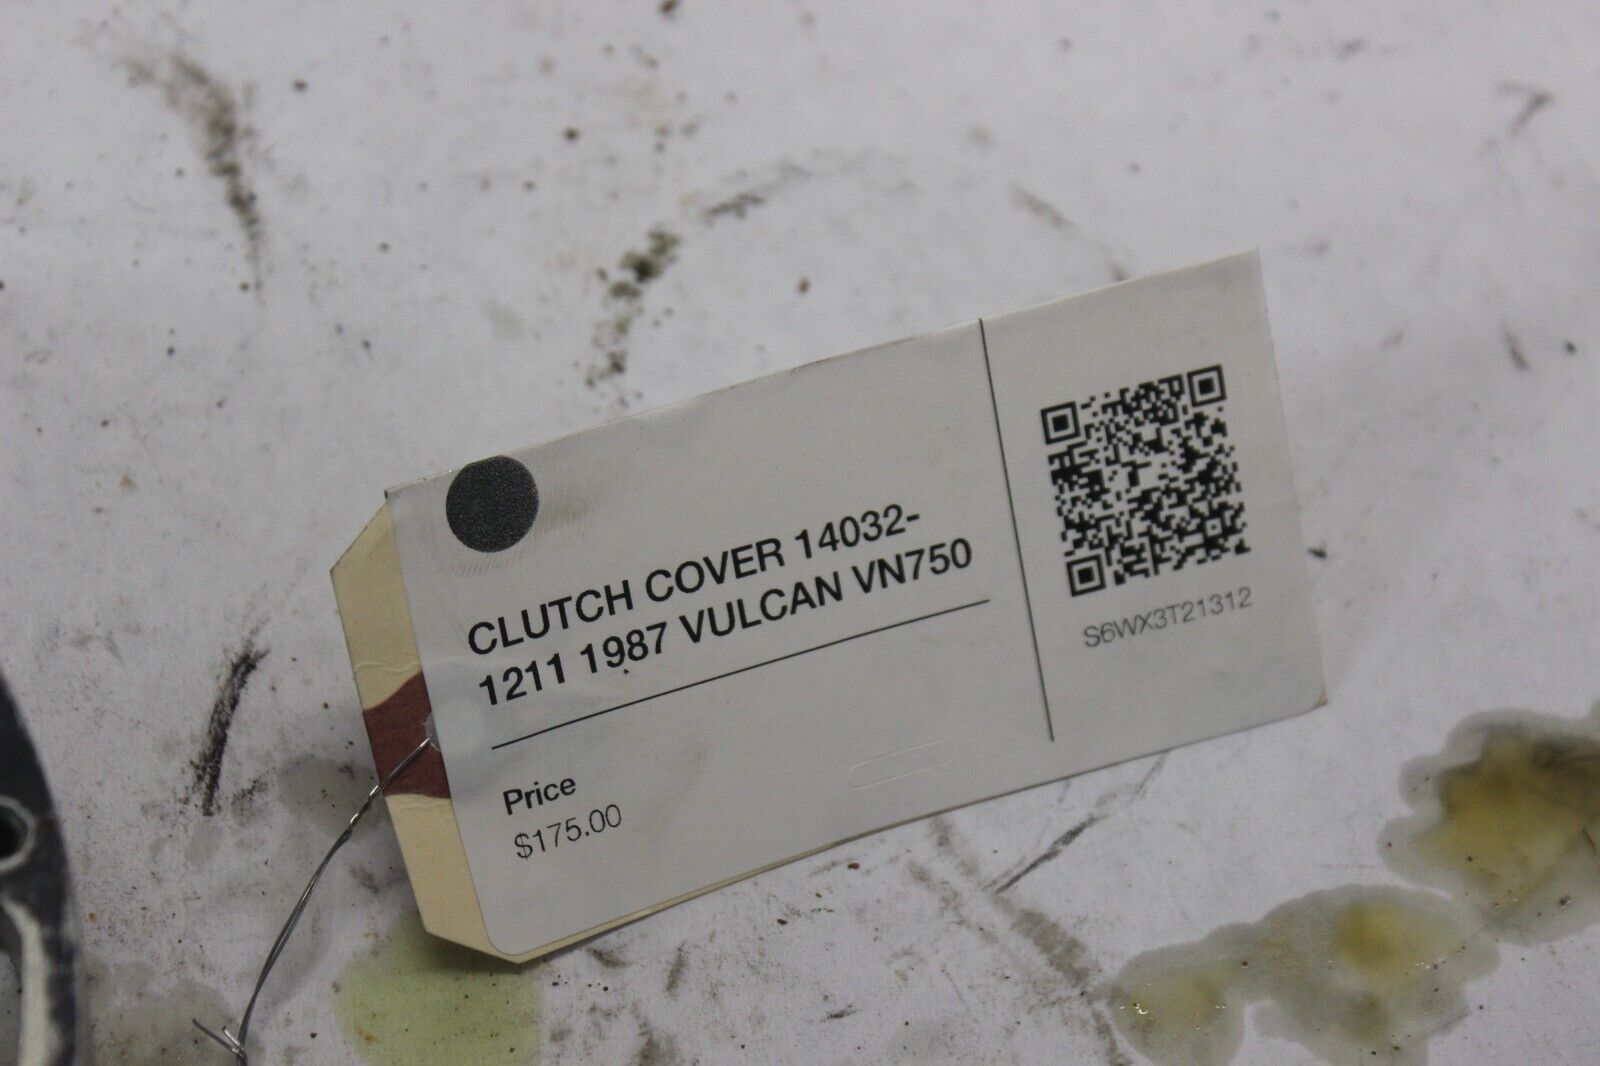 CLUTCH COVER 14032-
1211 1987 VULCAN VN750
Price
$175.00
S6WX3T21312